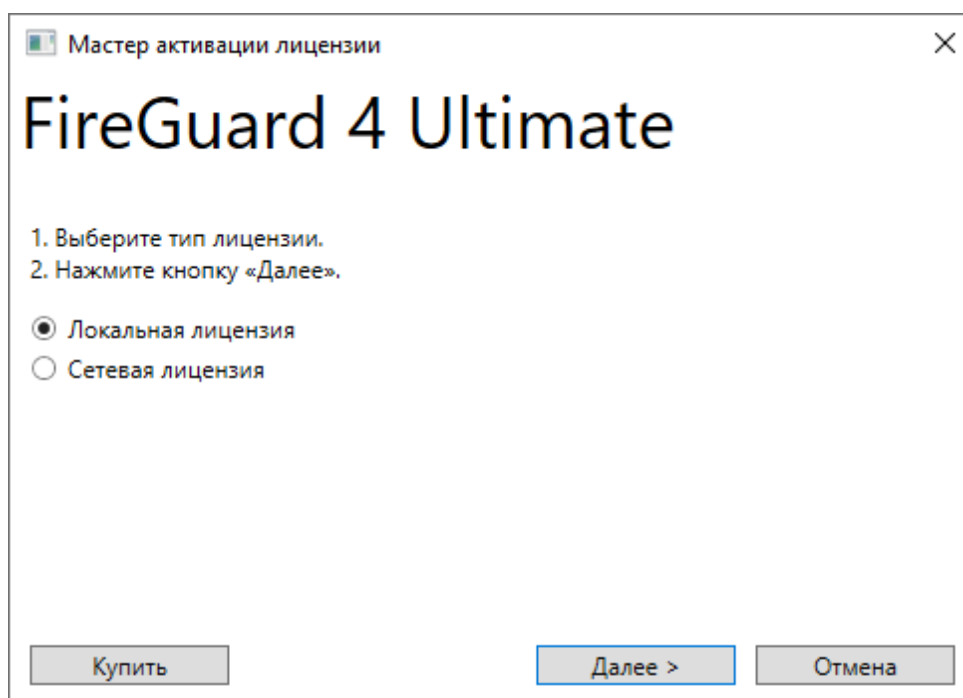 Мастер активации лицензии
FireGuard 4 Ultimate
1. Выберите тип лицензии.
2. Нажмите кнопку «Далее».
Локальная лицензия
Сетевая лицензия
Купить
Далее >
Отмена